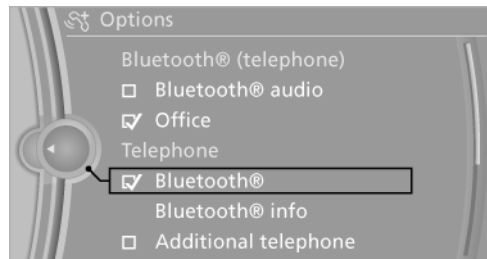 Options
Bluetooth® (telephone)
Bluetooth® audio
Office
Telephone
Bluetooth®
Bluetooth® info
Additional telephone